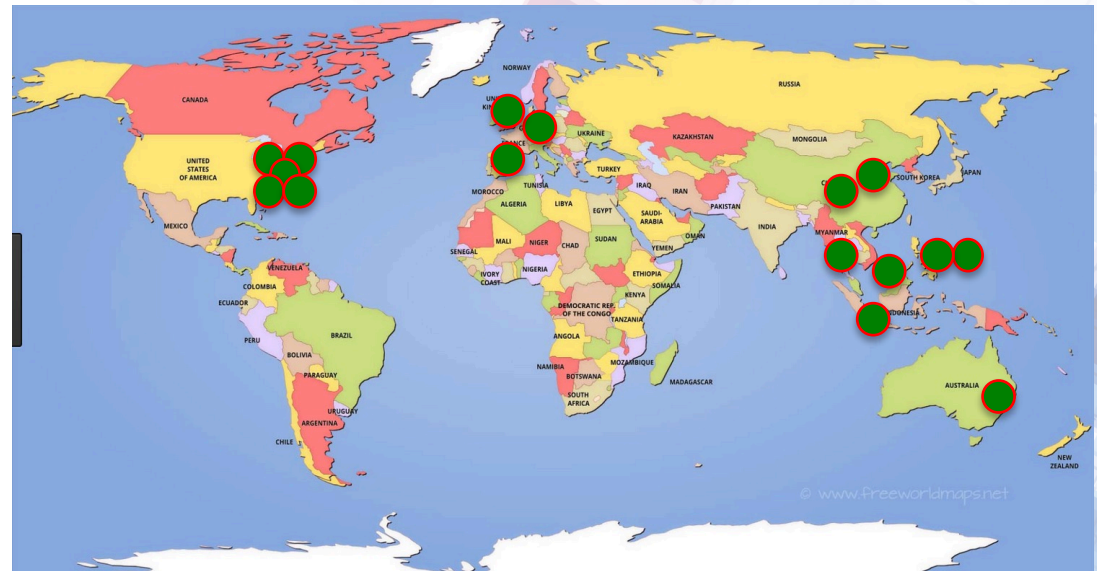 NORWAY
RUSSIA
CANADA
UKRAINE
KAZAKHSTAN
MONGOLIA
UNITED
STATES
OF AMERICA
TURKEY
SOUTH KOREA
JAPAN
MOROCCO
TUNISIA
IRAQ
IRAN
ALGERIA
LIBYA
EGYPT
PAKISTAN
SAUDI-
ARABIA
INDIA
MEXICO
MYANMAR
MALI
NIGER
CHAD
SUDAN
OMAN
YEMEN
SENEGAL
NIGERIA
IVORY
COAST
ETHIOPIA
SOMALIA
VENEZUELA
COLOMBIA
ECUADOR
KENYA
DEMOCRATIC REP.
OF THE CONGO
TANZANIA
BRAZIL
PERU
ANGOLA
BOLIVIA
MOZAMBIQUE
NAMIBIA
BOTSWANA
MADAGASCAR
PARAGUAY
SOUTH
AFRICA
AUSTRALIA
URUGUAY
ARGENTINA
CHILE
NEW
ZEALAND
© www.freeworldmaps.net